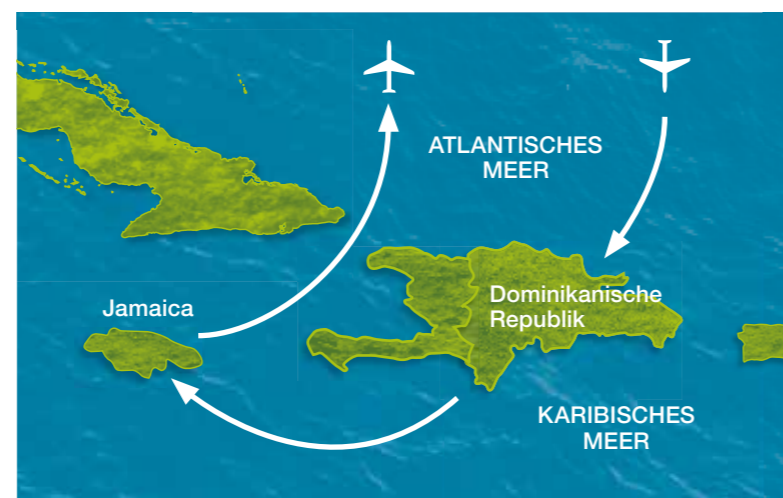 ATLANTISCHES
MEER
Jamaica
Dominikanische
Republik
KARIBISCHES
MEER